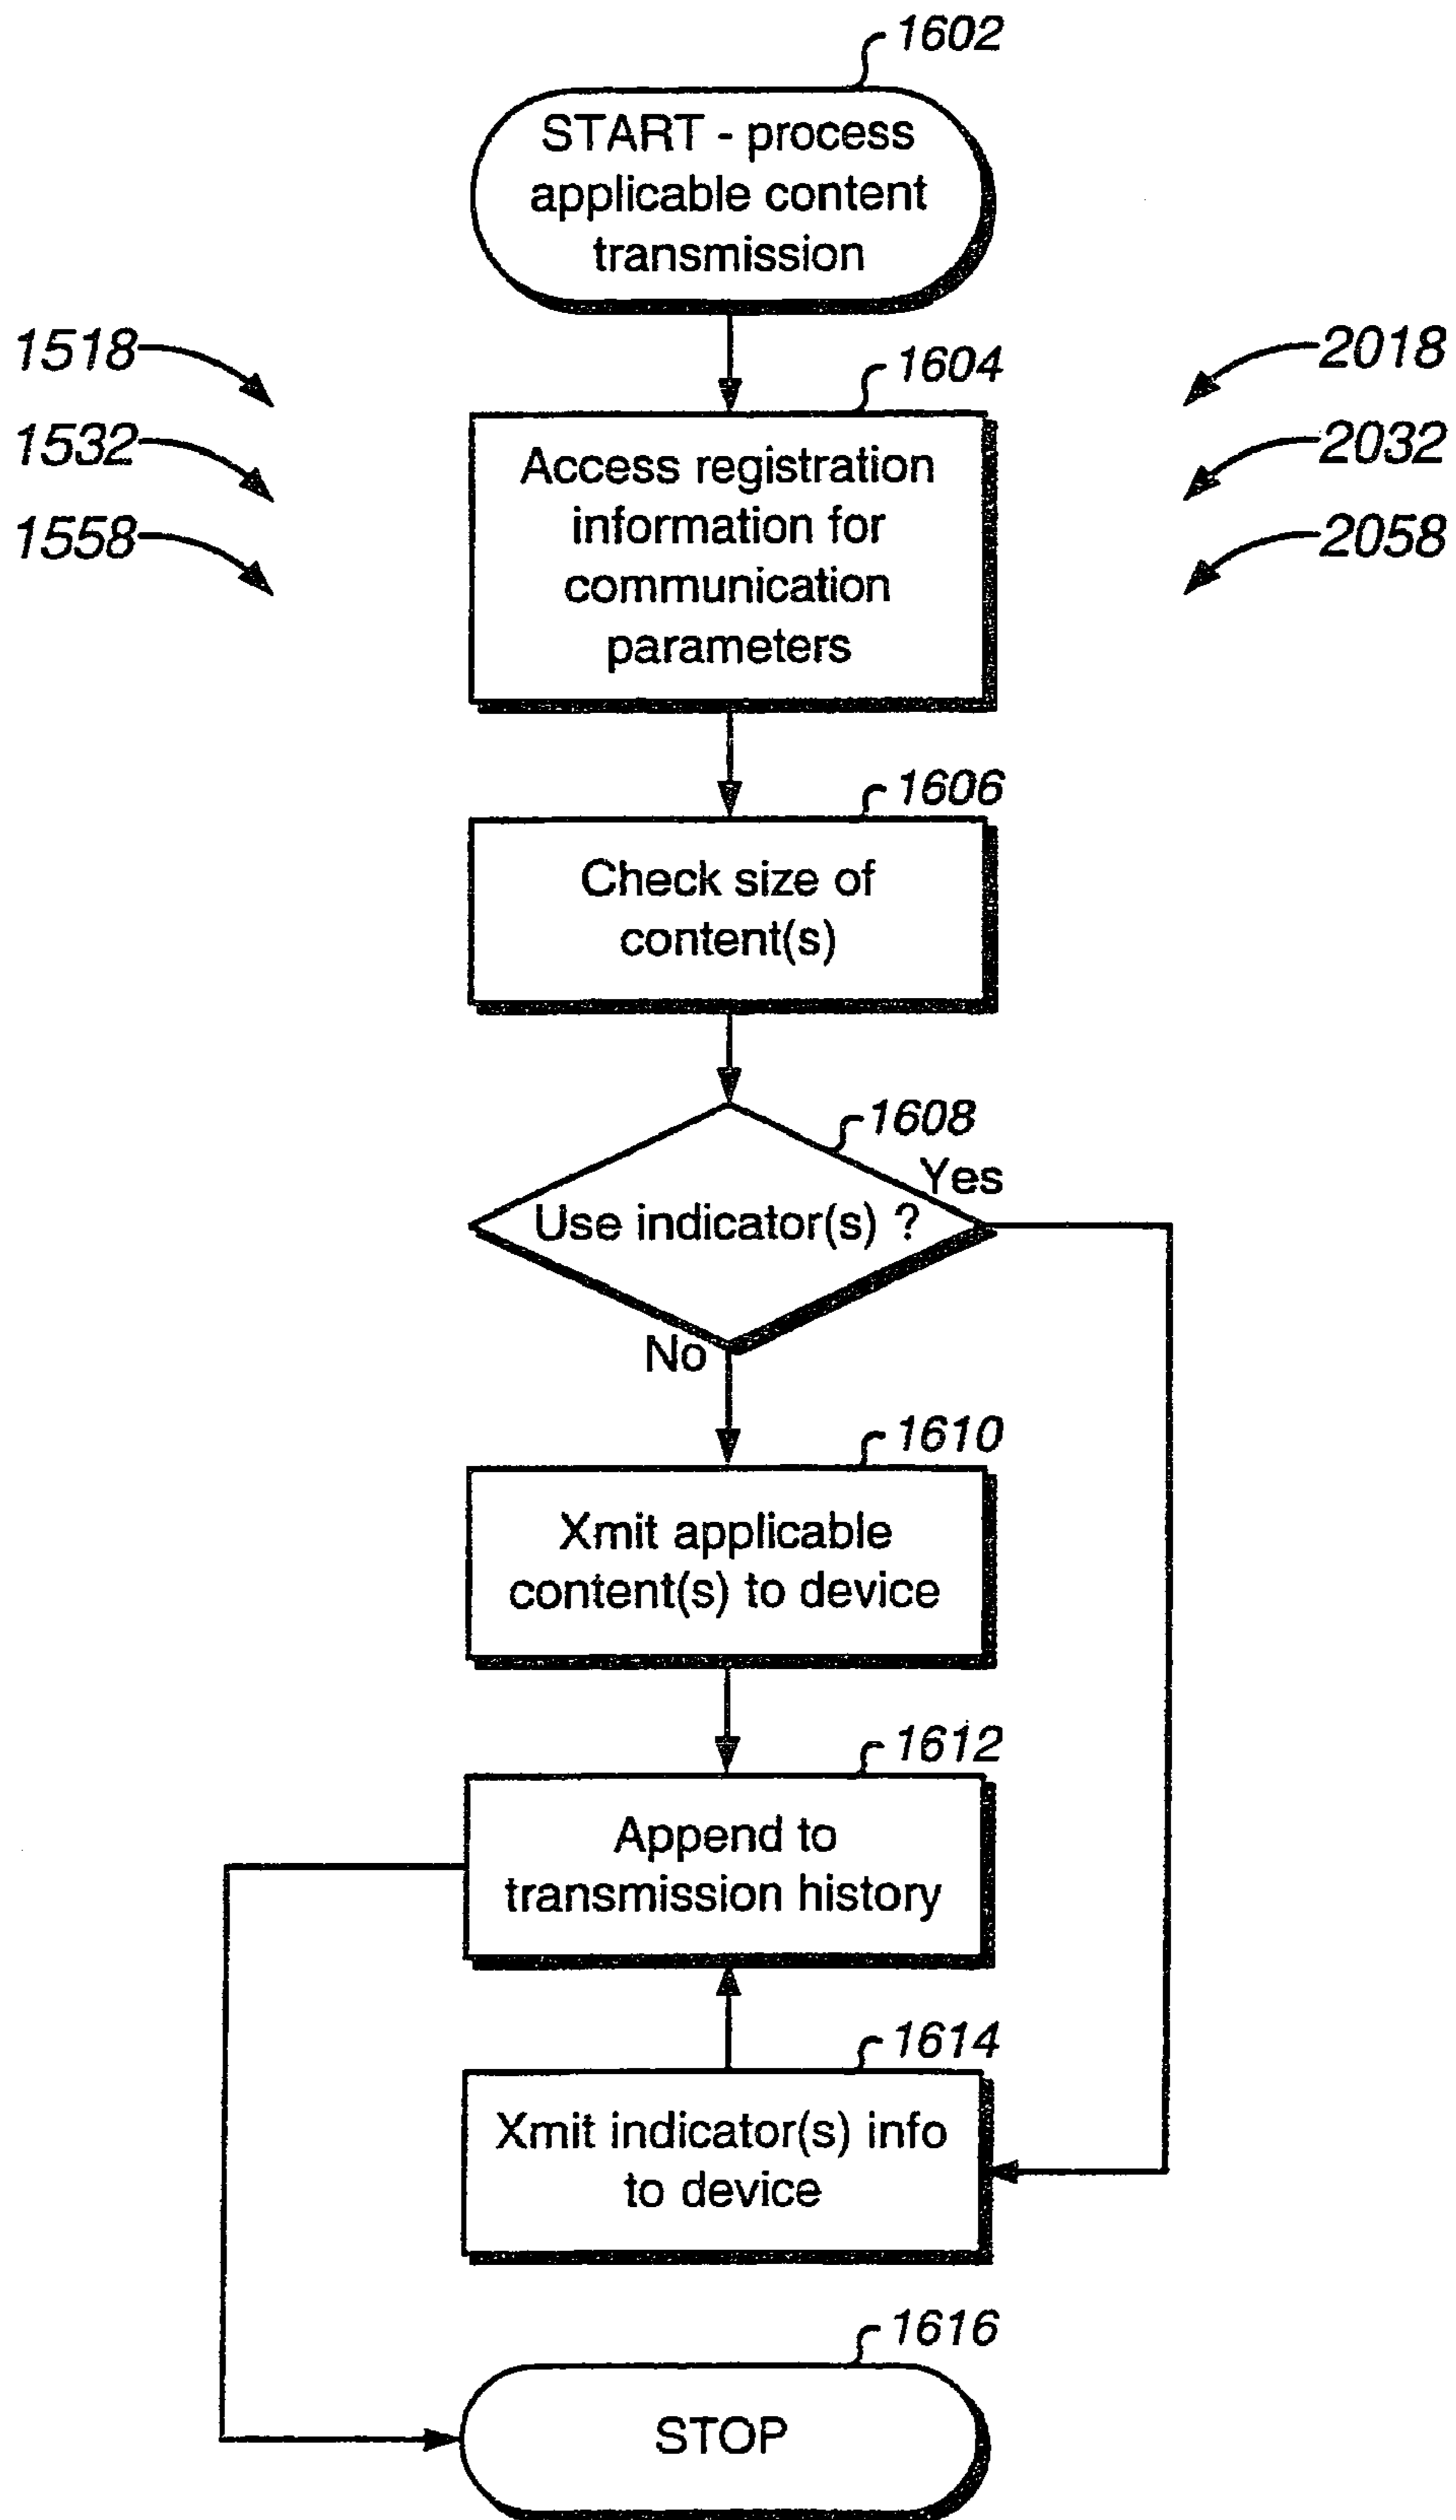 1602
START - process
applicable content
transmission
1518
1532
1558
2018
2032
2058
1604
Access registration
information for
communication
parameters
1606
Check size of
content(s)
1608
Yes
Use indicator(s) ?
No
1610
Xmit applicable
content(s) to device
1612
Append to
transmission history
1614
Xmit indicator(s) info
to device
1616
STOP